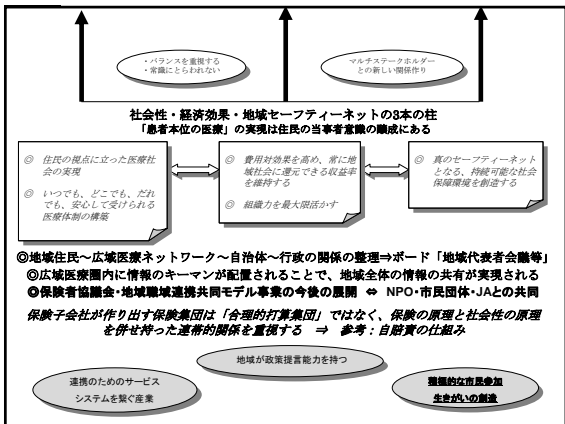 ・バランスを重視する
・常識にとらわれない
マルチステークホルダー
との新しい関係作り
社会性・経済効果・地域セーフティーネットの3本の柱
「患者本位の医療」の実現は住民の当事者意識の醸成にある
◎ 住民の視点に立った医療社
会の実現
◎ いつでも、どこでも、だれ
でも、安心して受けられる
医療体制の構築
◎ 費用対効果を高め、常に地
域社会に還元できる収益率
を維持する
◎ 組織力を最大限活かす
◎ 真のセーフティーネット
となる、持続可能な社会
保障環境を創造する
◎地域住民～広域医療ネットワーク～自治体～行政の関係の整理⇒ボード「地域代表者会議等」
◎広域医療圏内に情報のキーマンが配置されることで、地域全体の情報の共有が実現される
◎保険者協議会・地域職域連携共同モデル事業の今後の展開 ⇔ NPO・市民団体・JAとの共同
保険子会社が作り出す保険集団は「合理的打算集団」ではなく、保険の原理と社会性の原理
を併せ持った連帯的関係を重視する ⇒ 参考：自賠責の仕組み
地域が政策提言能力を持つ
連携のためのサービス
システムを繋ぐ産業
積極的な市民参加
生きがいの創造